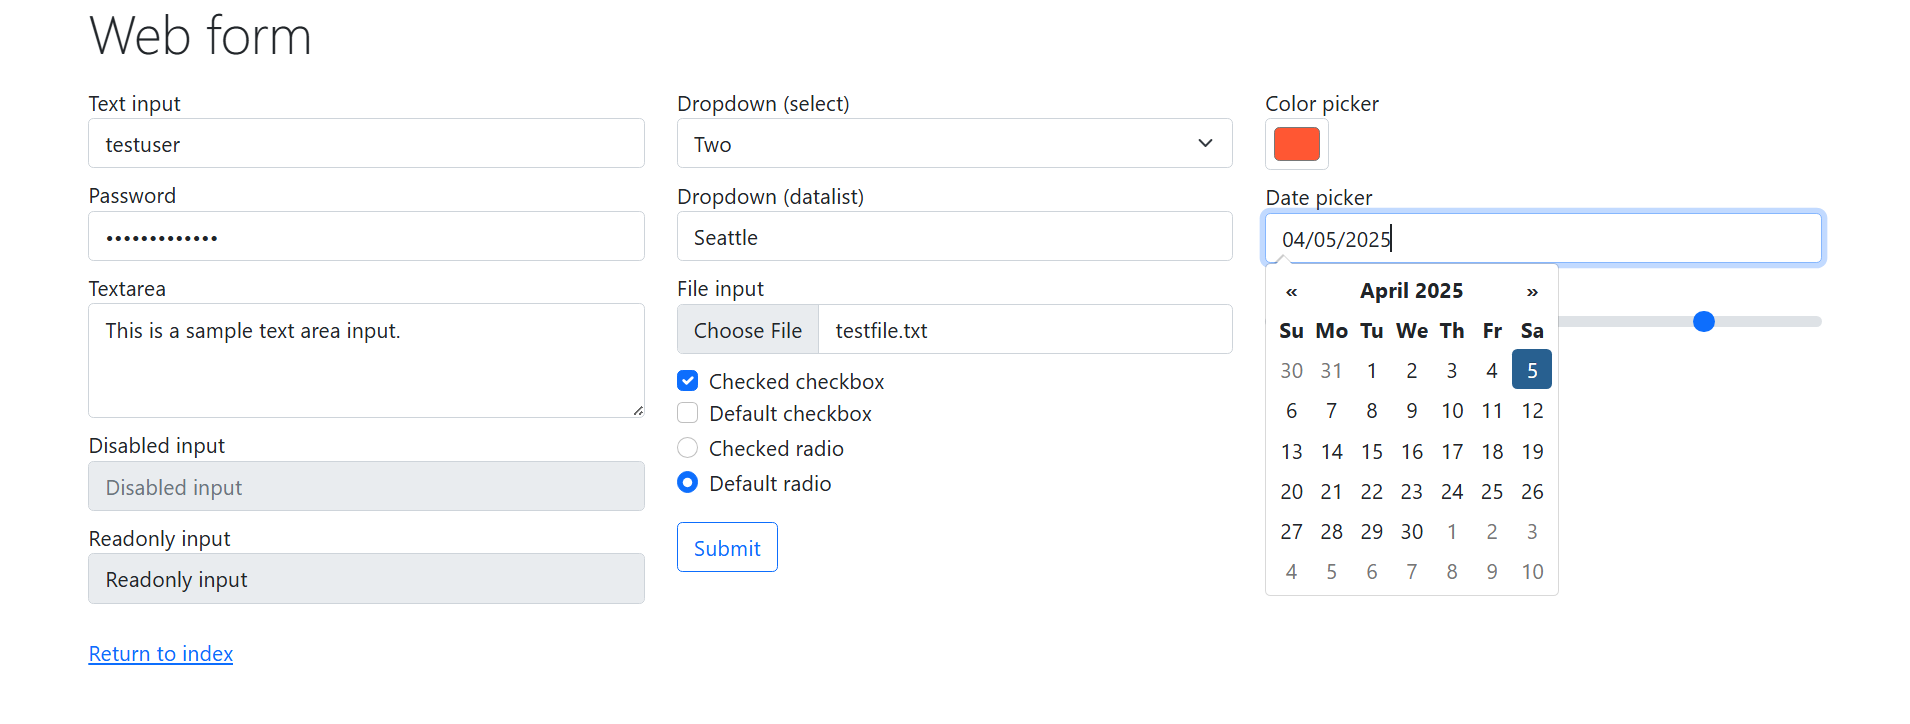 Web form
Text input
testuser
Password
•••••••••••••
Textarea
This is a sample text area input.
Disabled input
Disabled input
Readonly input
Readonly input
Return to index
Dropdown (select)
Two
Dropdown (datalist)
Seattle
File input
Choose File testfile.txt
Checked checkbox
Default checkbox
Checked radio
Default radio
Submit
Color picker
Date picker
04/05/2025
« April 2025 »
Su Mo Tu We Th Fr Sa
30 31 1 2 3 4 5
6 7 8 9 10 11 12
13 14 15 16 17 18 19
20 21 22 23 24 25 26
27 28 29 30 1 2 3
4 5 6 7 8 9 10